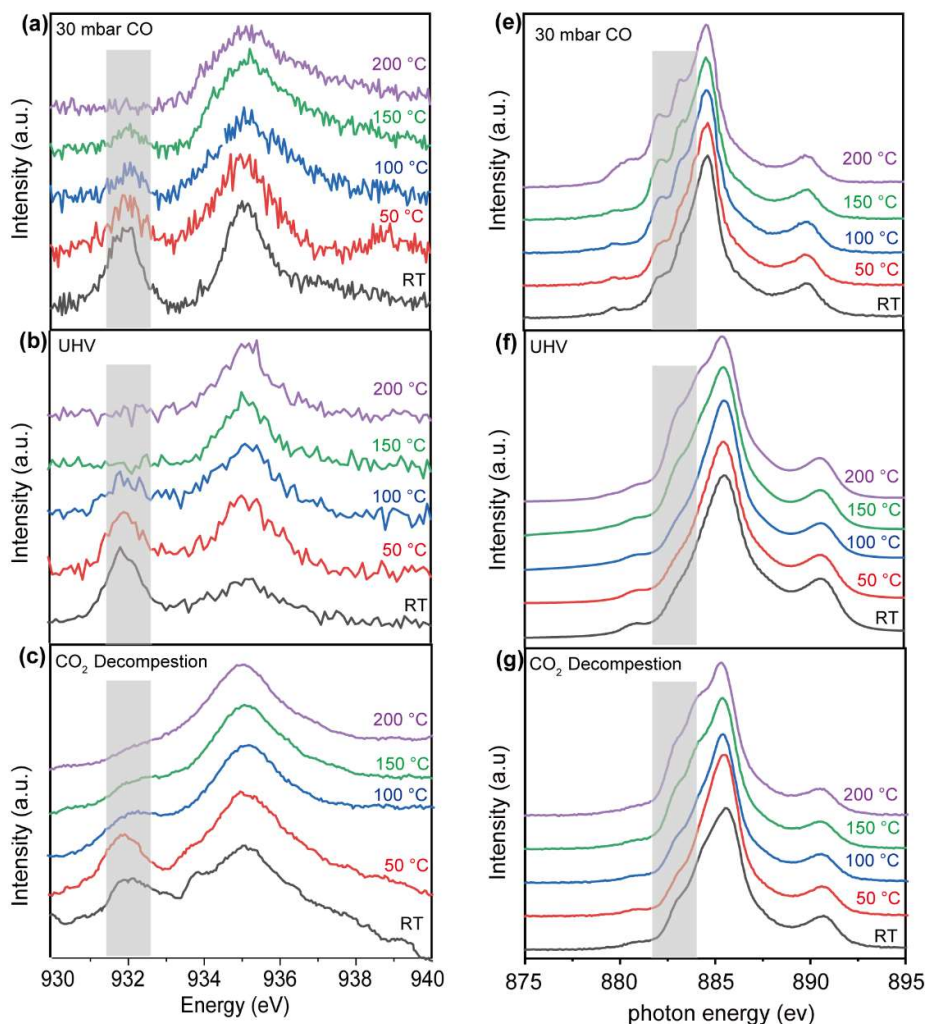 (a)
30 mbar CO
200 °C
150 °C
100 °C
50 °C
RT
Intensity (a.u.)
(b)
UHV
200 °C
150 °C
100 °C
50 °C
RT
Intensity (a.u.)
(c)
CO₂ Decompestion
200 °C
150 °C
100 °C
50 °C
RT
Intensity (a.u.)
930 932 934 936 938 940
Energy (eV)
(e)
30 mbar CO
200 °C
150 °C
100 °C
50 °C
RT
Intensity (a.u.)
(f)
UHV
200 °C
150 °C
100 °C
50 °C
RT
Intensity (a.u.)
(g)
CO₂ Decompestion
200 °C
150 °C
100 °C
50 °C
RT
Intensity (a.u)
875 880 885 890 895
photon energy (ev)